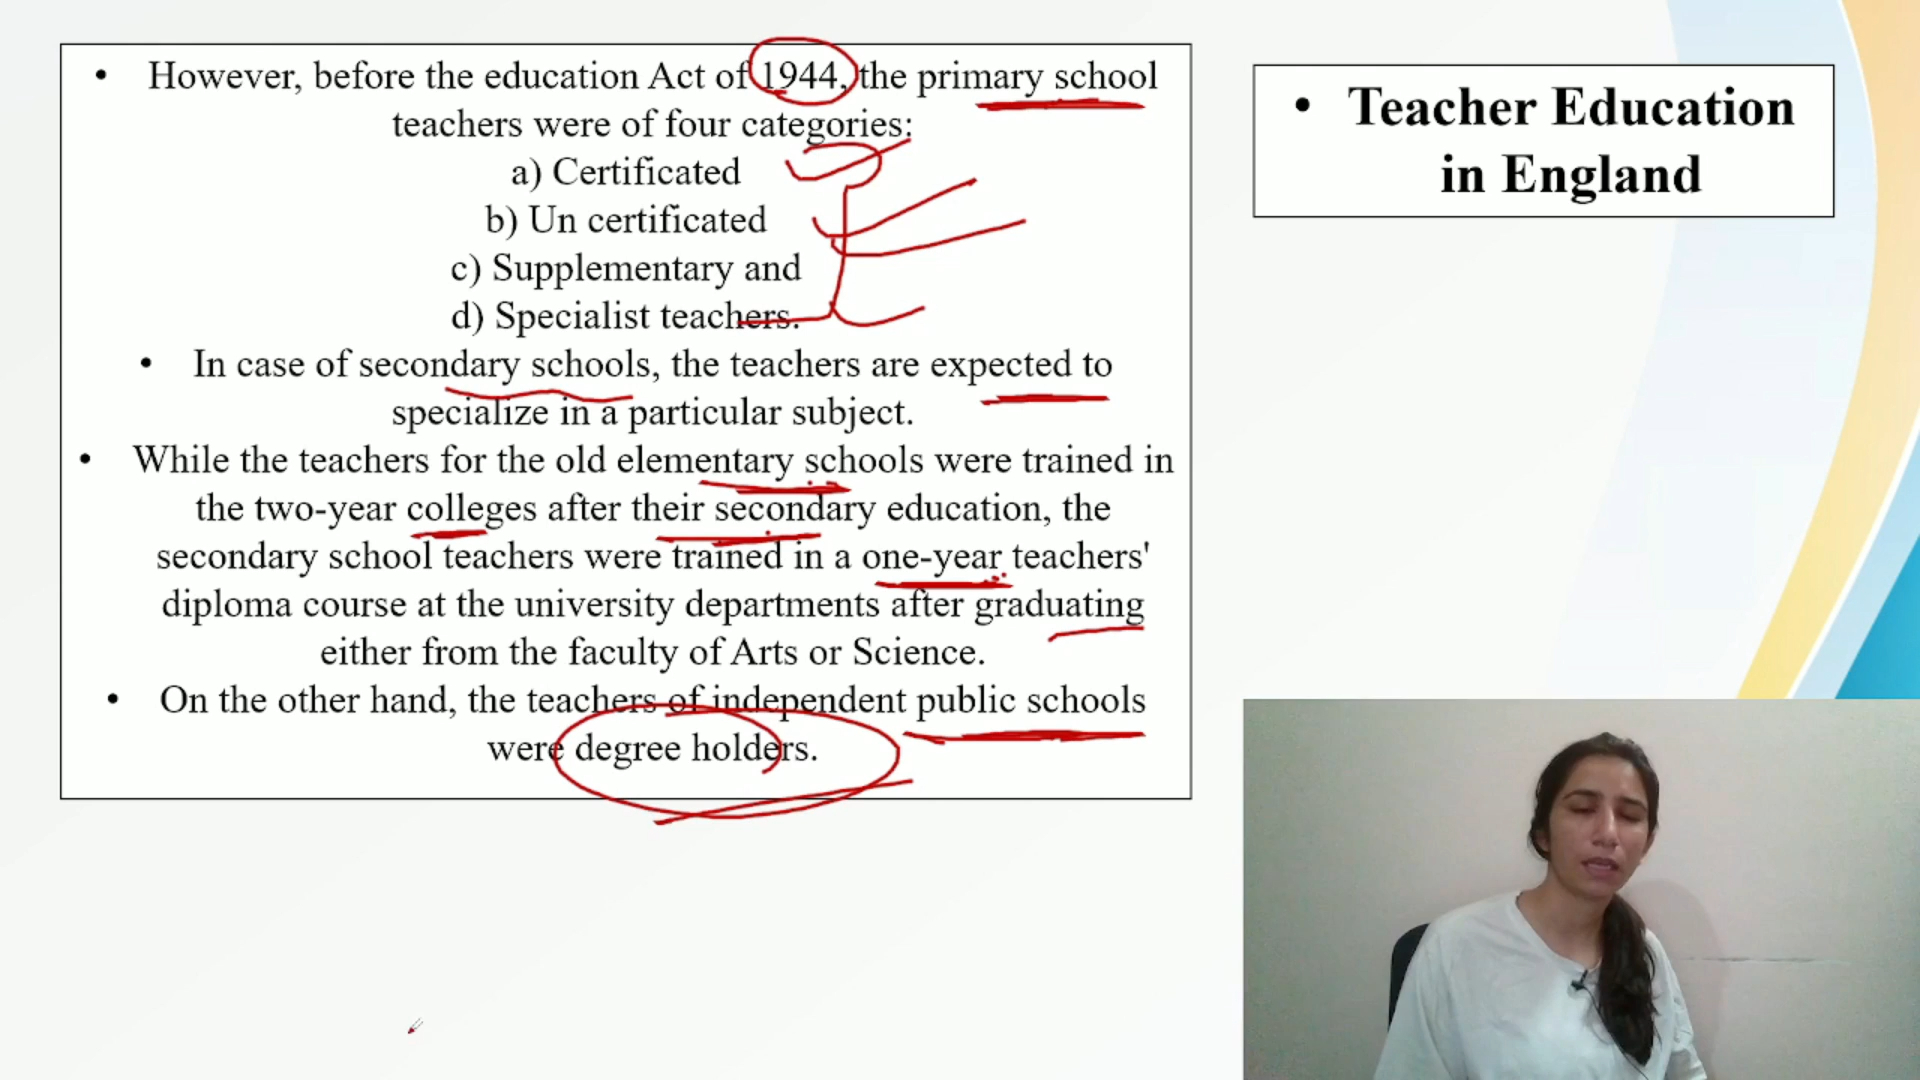 • However, before the education Act of 1944, the primary school
teachers were of four categories:
a) Certificated
b) Un certificated
c) Supplementary and
d) Specialist teachers.
• In case of secondary schools, the teachers are expected to
specialize in a particular subject.
• While the teachers for the old elementary schools were trained in
the two-year colleges after their secondary education, the
secondary school teachers were trained in a one-year teachers'
diploma course at the university departments after graduating
either from the faculty of Arts or Science.
• On the other hand, the teachers of independent public schools
were degree holders.
• Teacher Education
in England